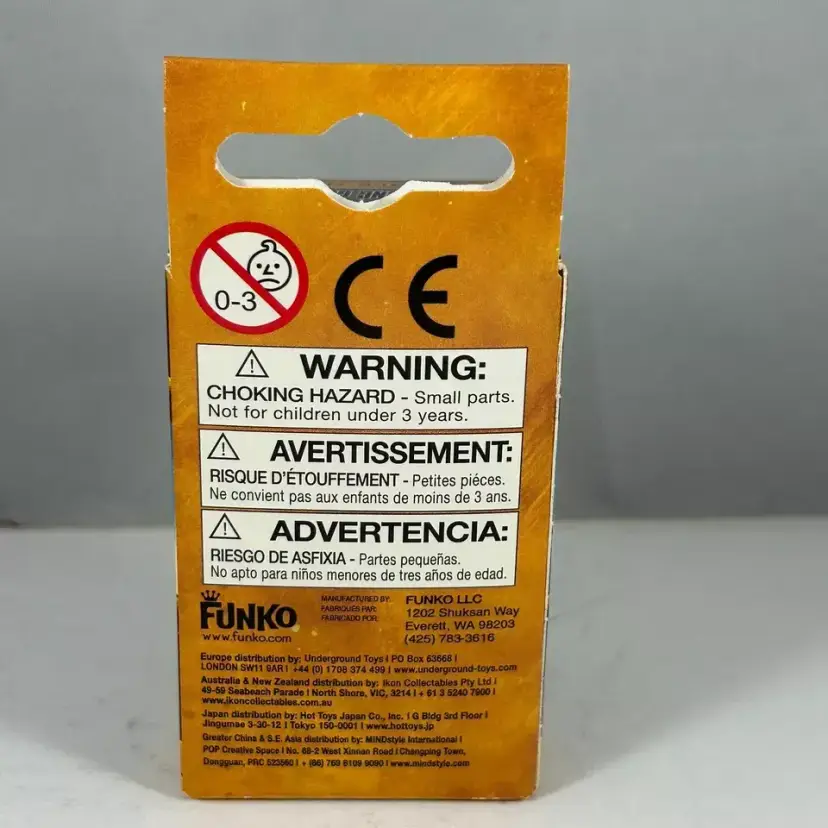 0-3
CE
WARNING:
CHOKING HAZARD - Small parts.
Not for children under 3 years.
AVERTISSEMENT:
RISQUE D'ÉTOUFFEMENT - Petites piéces.
Ne convient pas aux enfants de moins de 3 ans.
ADVERTENCIA:
RIESGO DE ASFIXIA - Partes pequeñas.
No apto para niños menores de tres años de edad.
FUNKO
www.funko.com
MANUFACTURED BY:
FABRIQUÉS PAR:
FABRICADO POR:
FUNKO LLC
1202 Shuksan Way
Everett, WA 98203
(425) 783-3616
Europe distribution by: Underground Toys I PO Box 63668 I
LONDON SW11 9AR I +44 (0) 1708 374 499 I www.underground-toys.com
Australia & New Zealand distribution by: Ikon Collectables Pty Ltd I
49-59 Seabeach Parade I North Shore, VIC, 3214 I + 61 3 5240 7900 I
www.ikoncollectables.com.au
Japan distribution by: Hot Toys Japan Co., Inc. I G Bldg 3rd Floor I
Jingumae 3-30-12 I Tokyo 150-0001 I www.hottoys.jp
Greater China & S.E. Asia distribution by: MINDstyle International I
POP Creative Space I No. 68-2 West Xinnan Road I Changping Town,
Dongguan, PRC 523560 I + (86) 769 8109 9090 I www.mindstyle.com